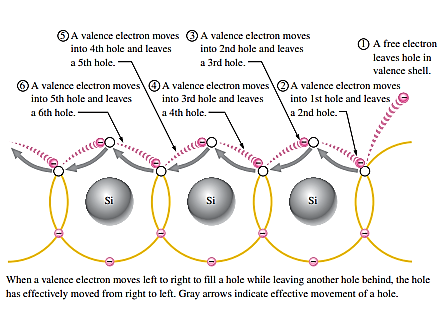 ① A free electron
leaves hole in
valence shell.
② A valence electron moves
into 1st hole and leaves
a 2nd hole.
③ A valence electron moves
into 2nd hole and leaves
a 3rd hole.
④ A valence electron moves
into 3rd hole and leaves
a 4th hole.
⑤ A valence electron moves
into 4th hole and leaves
a 5th hole.
⑥ A valence electron moves
into 5th hole and leaves
a 6th hole.
Si
Si
Si
When a valence electron moves left to right to fill a hole while leaving another hole behind, the hole
has effectively moved from right to left. Gray arrows indicate effective movement of a hole.